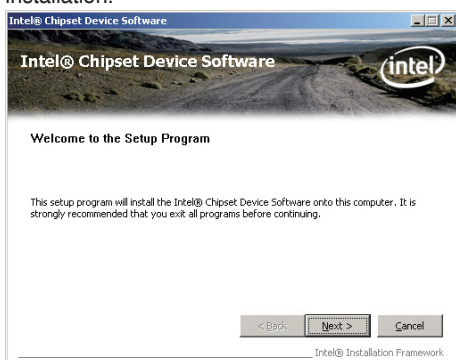 installation.
Intel® Chipset Device Software
Intel® Chipset Device Software
intel®
Welcome to the Setup Program
This setup program will install the Intel® Chipset Device Software onto this computer. It is
strongly recommended that you exit all programs before continuing.
< Back
Next >
Cancel
Intel® Installation Framework